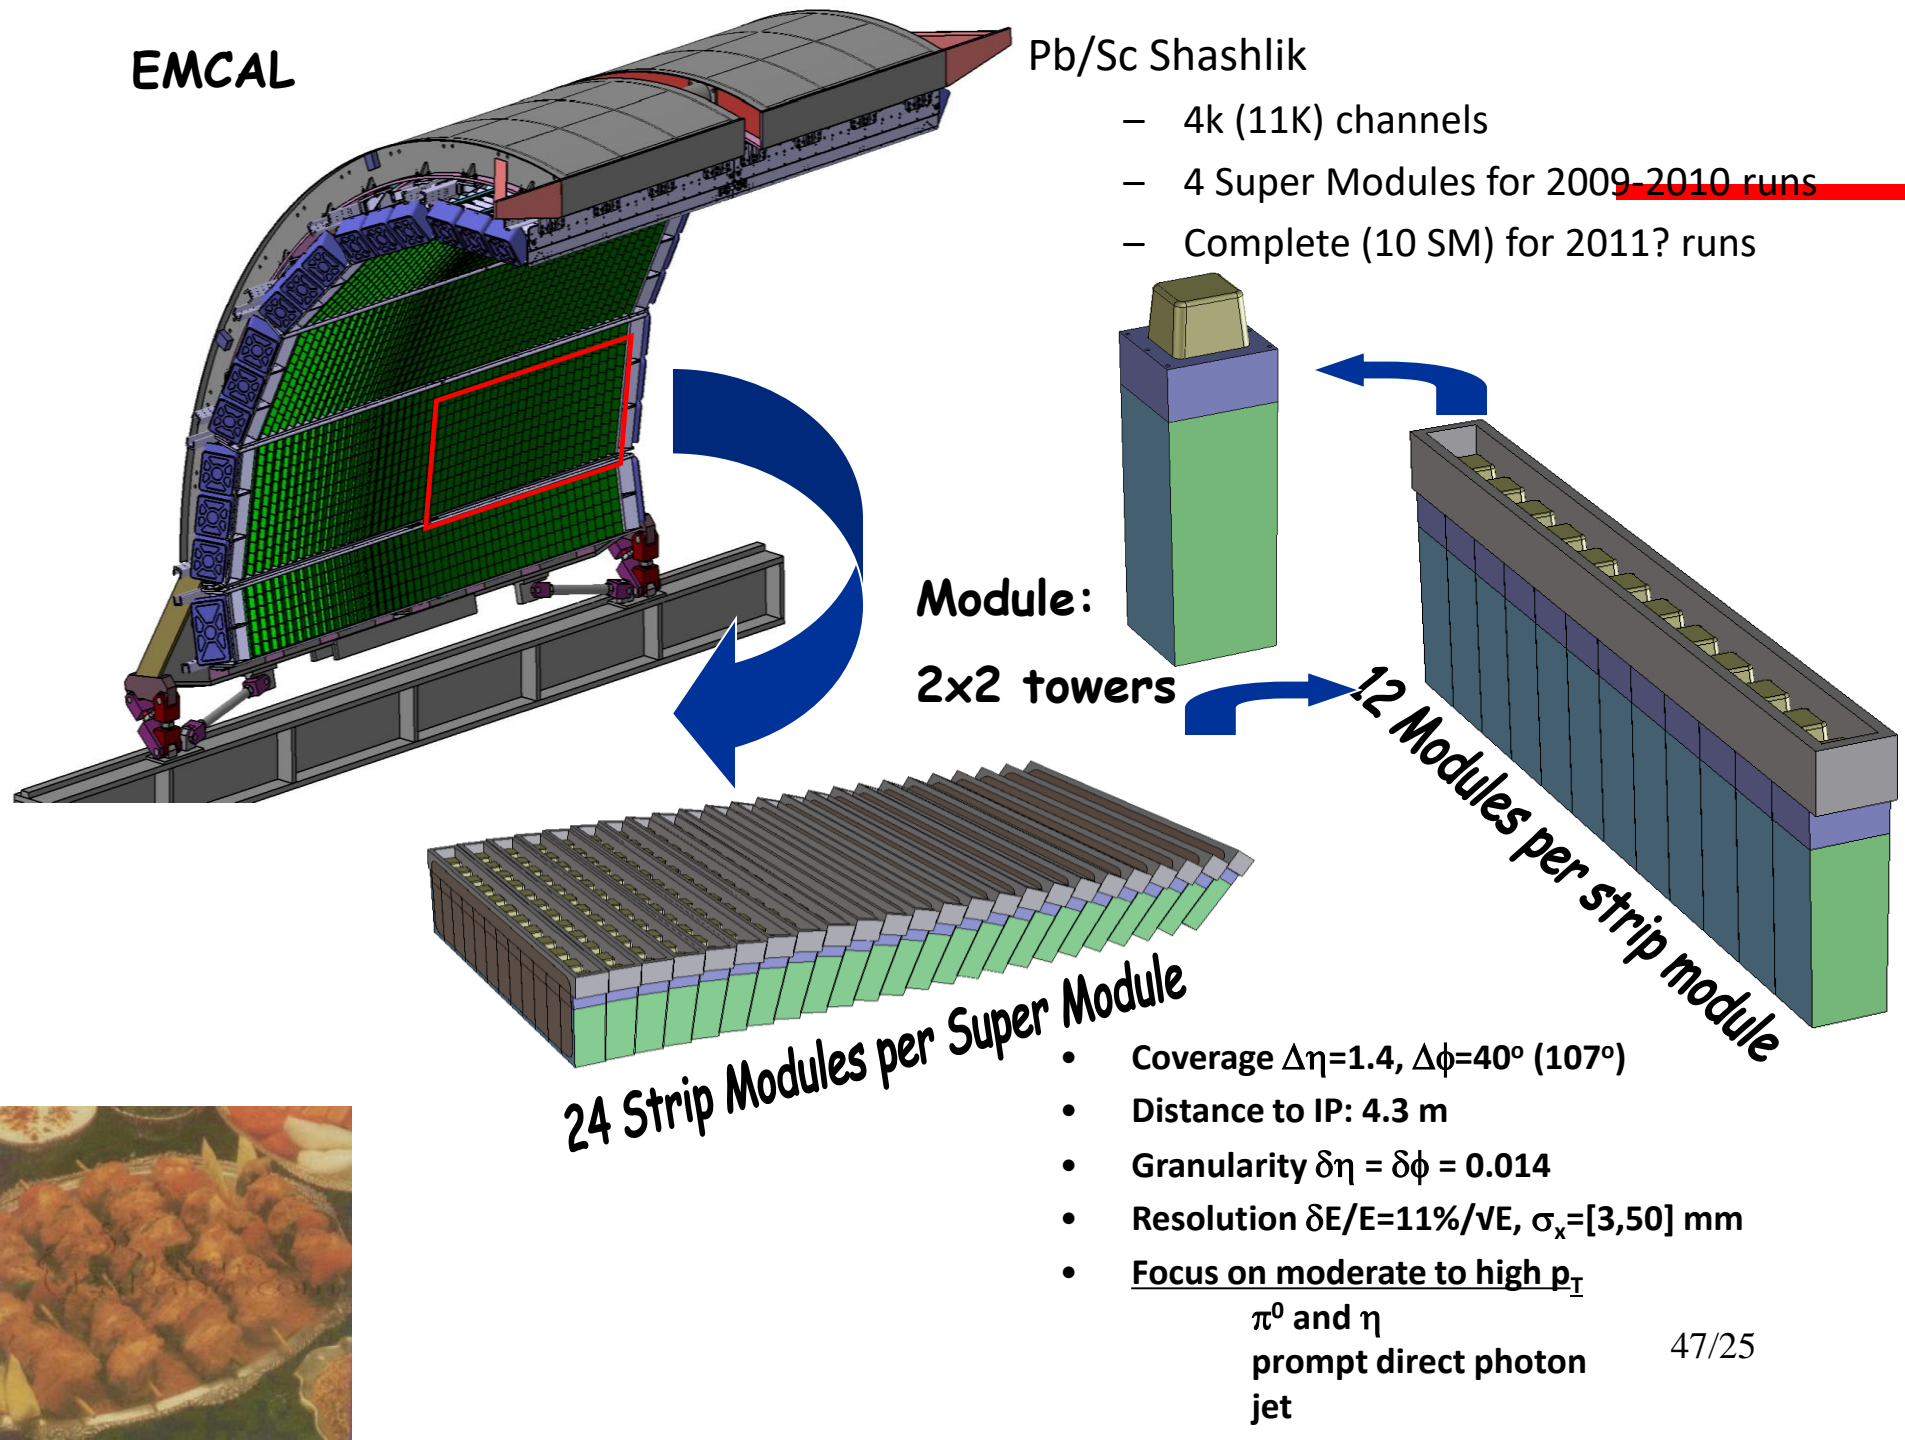 EMCAL
Pb/Sc Shashlik
– 4k (11K) channels
– 4 Super Modules for 2009-2010 runs
– Complete (10 SM) for 2011? runs
Module:
2x2 towers
12 Modules per strip module
24 Strip Modules per Super Module
• Coverage Δη=1.4, Δϕ=40º (107º)
• Distance to IP: 4.3 m
• Granularity δη = δϕ = 0.014
• Resolution δE/E=11%/√E, σₓ=[3,50] mm
• Focus on moderate to high p_T
π⁰ and η
prompt direct photon
jet
47/25